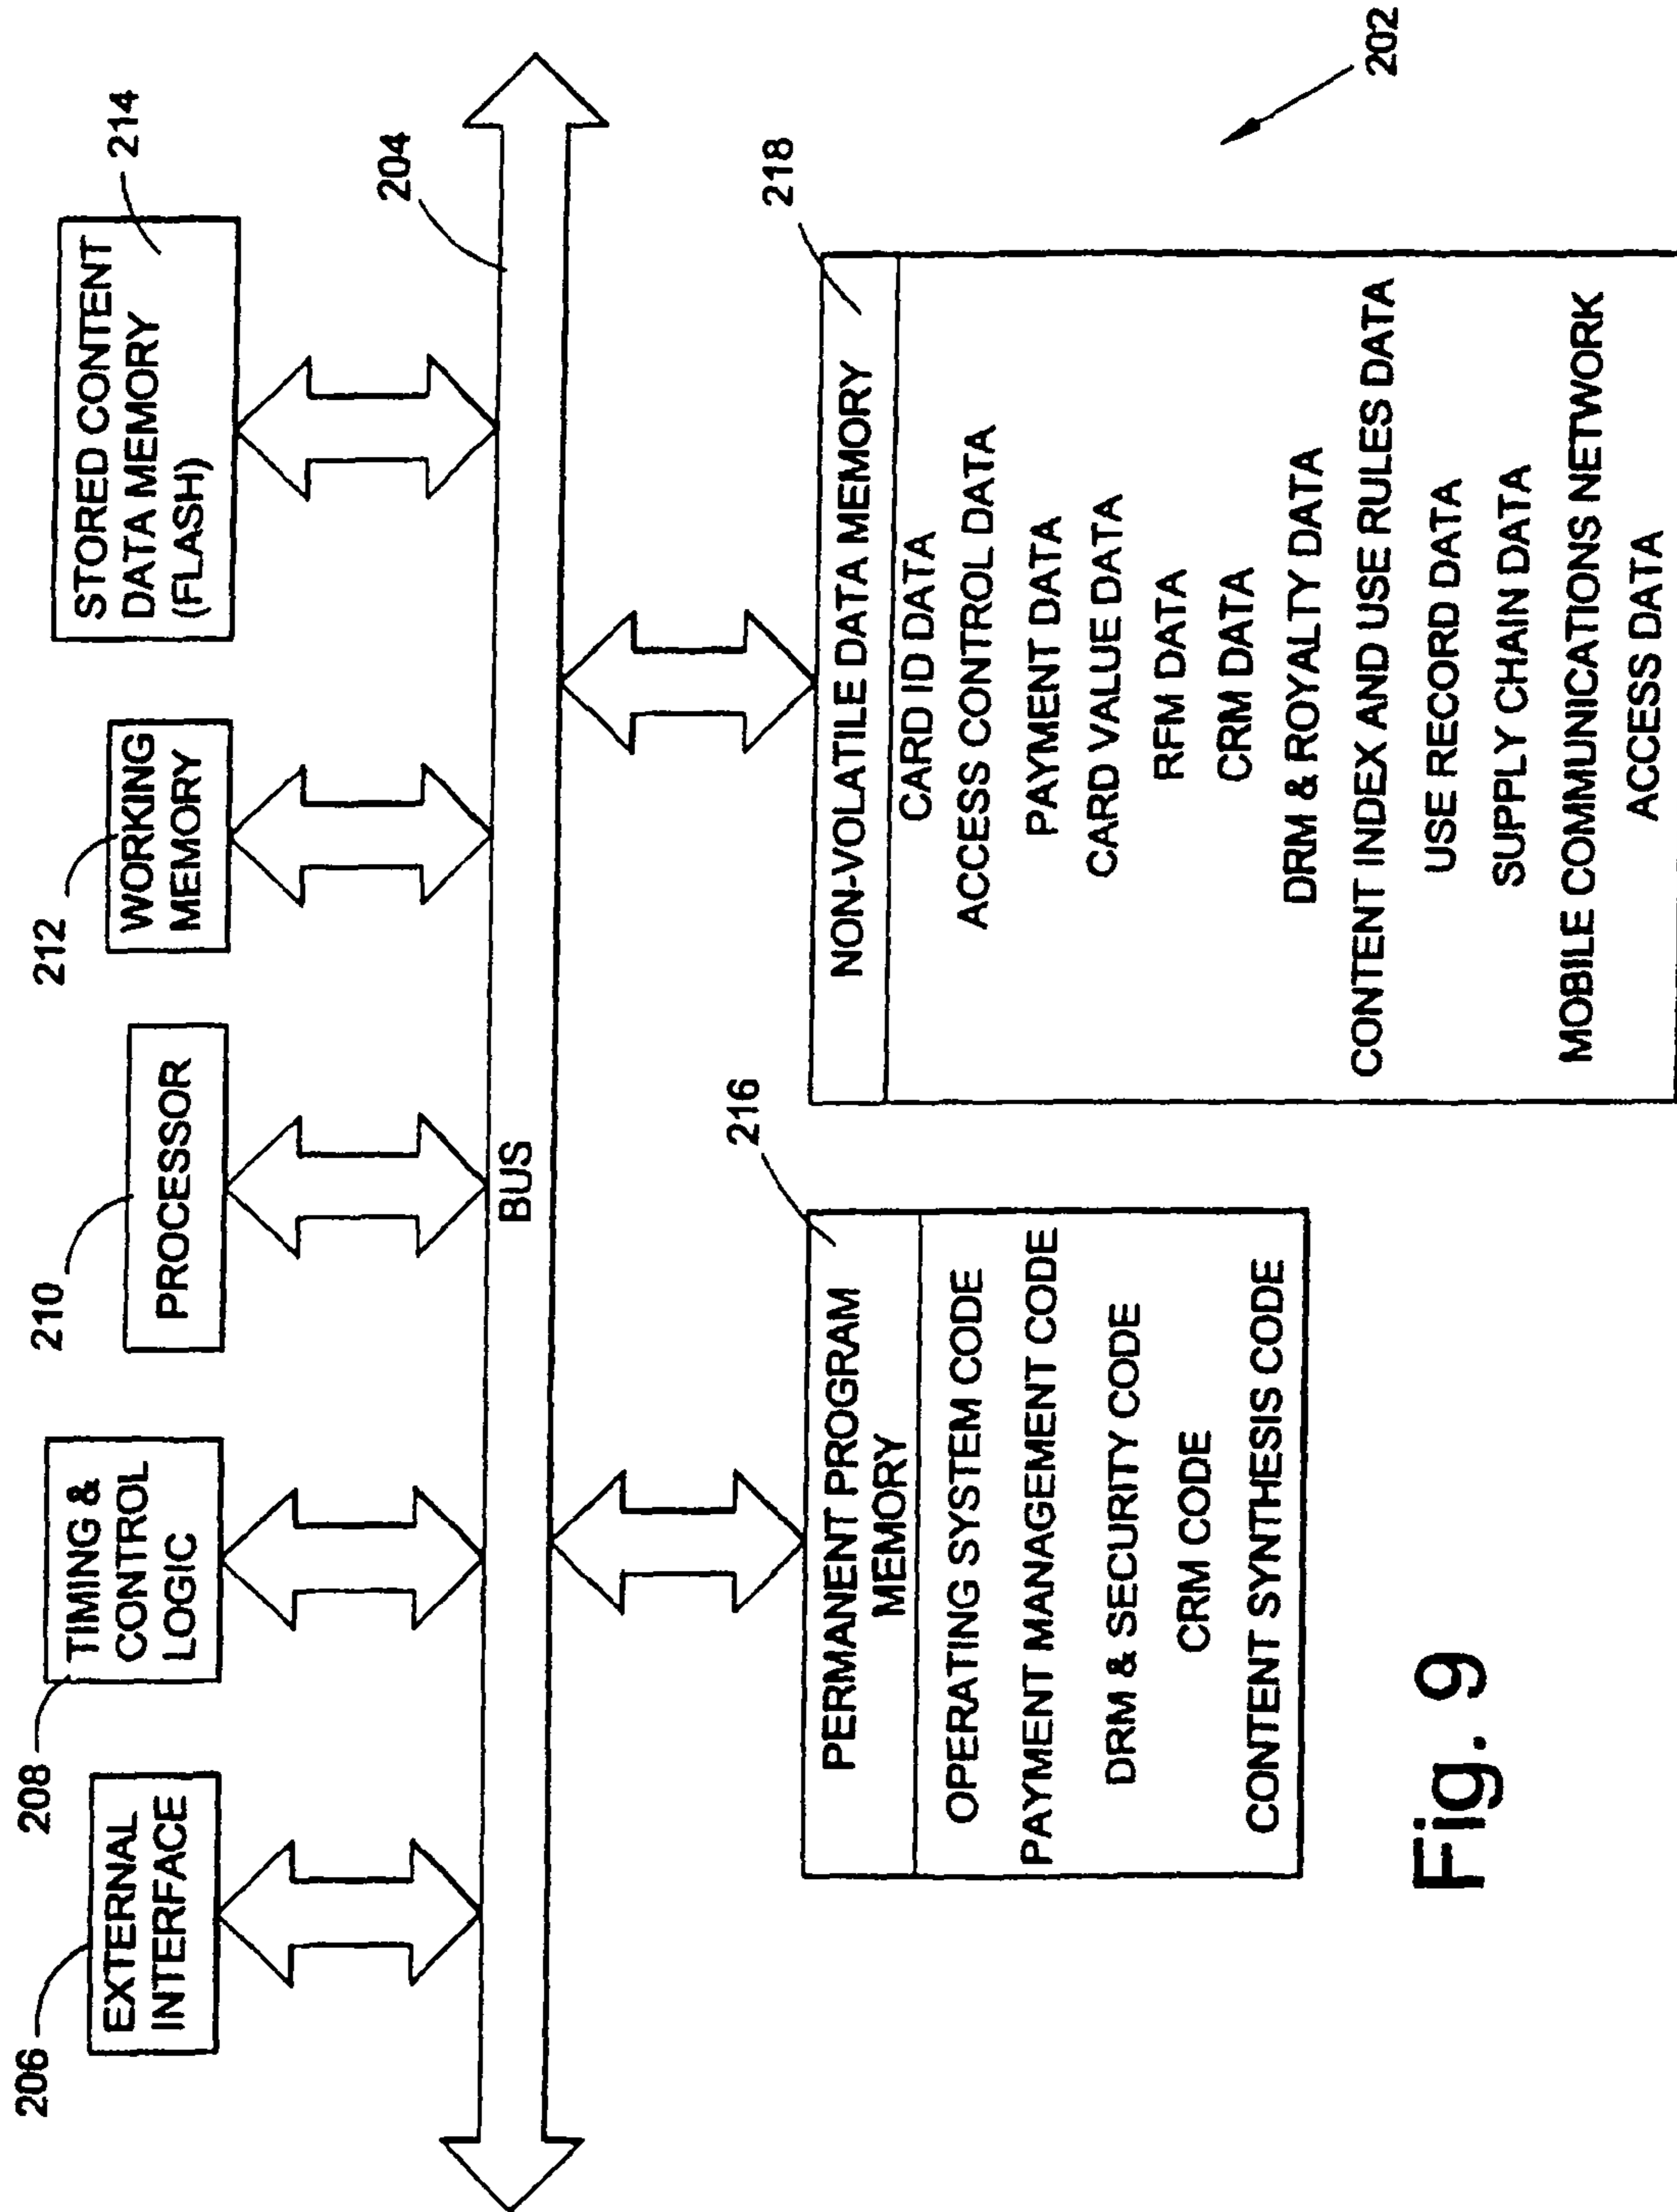 206
EXTERNAL
INTERFACE
208
TIMING &
CONTROL
LOGIC
210
PROCESSOR
212
WORKING
MEMORY
STORED CONTENT
DATA MEMORY
(FLASH)
214
204
BUS
216
PERMANENT PROGRAM
MEMORY
OPERATING SYSTEM CODE
PAYMENT MANAGEMENT CODE
DRM & SECURITY CODE
CRM CODE
CONTENT SYNTHESIS CODE
218
NON-VOLATILE DATA MEMORY
CARD ID DATA
ACCESS CONTROL DATA
PAYMENT DATA
CARD VALUE DATA
RFM DATA
CRM DATA
DRM & ROYALTY DATA
CONTENT INDEX AND USE RULES DATA
USE RECORD DATA
SUPPLY CHAIN DATA
MOBILE COMMUNICATIONS NETWORK
ACCESS DATA
202
Fig. 9